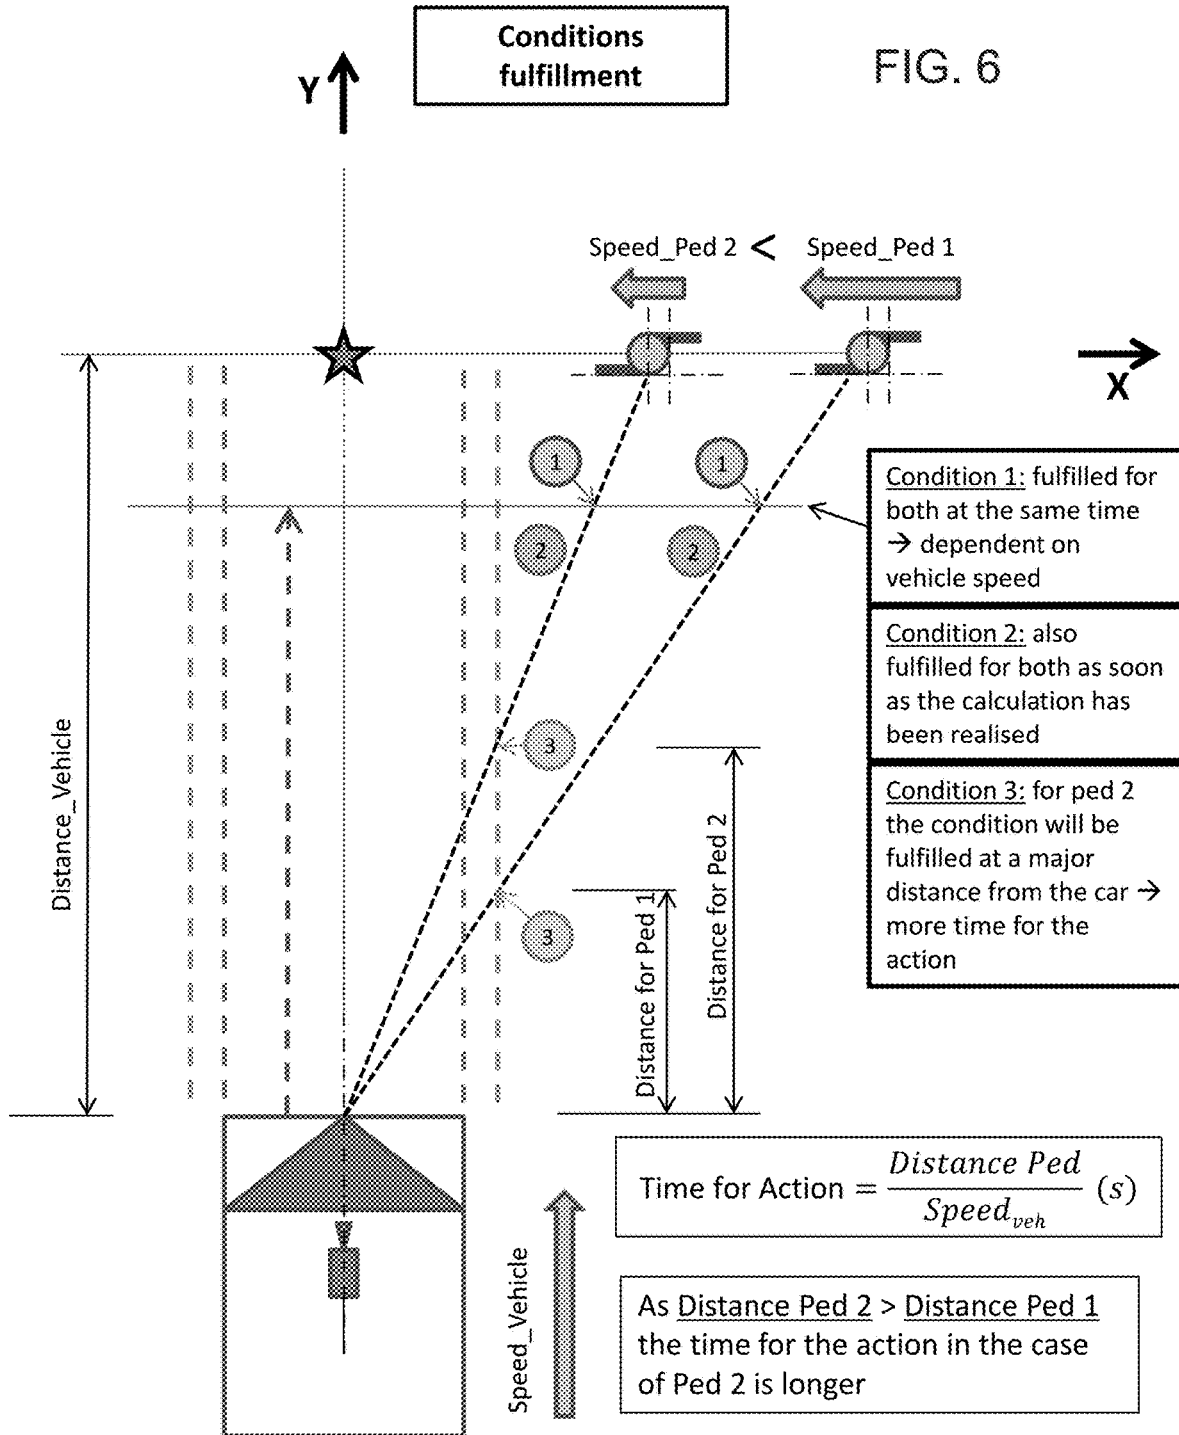 Conditions
fulfillment
FIG. 6
Y
Speed_Ped 2 < Speed_Ped 1
X
1
1
2
2
3
3
Condition 1: fulfilled for
both at the same time
→ dependent on
vehicle speed
Condition 2: also
fulfilled for both as soon
as the calculation has
been realised
Condition 3: for ped 2
the condition will be
fulfilled at a major
distance from the car →
more time for the
action
Distance_Vehicle
Distance for Ped 1
Distance for Ped 2
Speed_Vehicle
Time for Action = Distance Ped / Speed_veh (s)
As Distance Ped 2 > Distance Ped 1
the time for the action in the case
of Ped 2 is longer